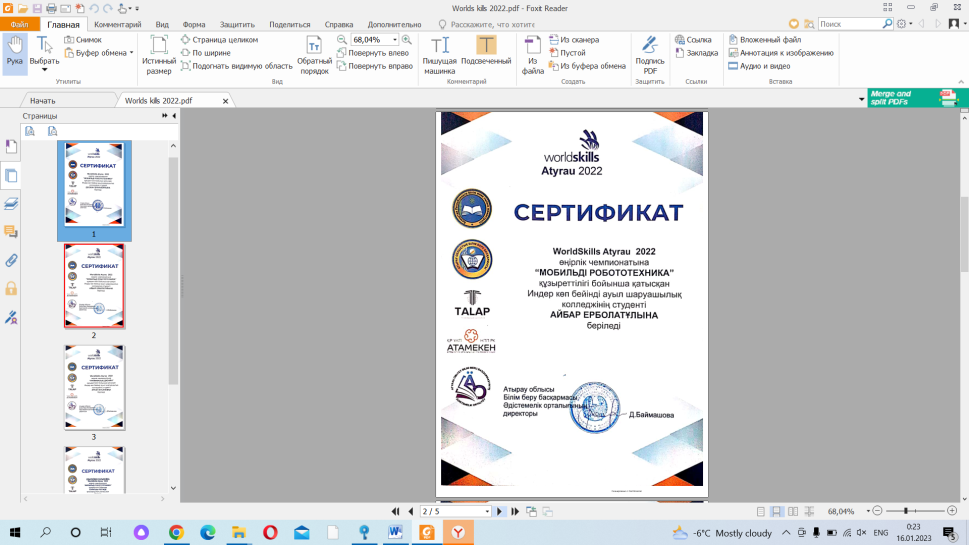 Worlds kills 2022.pdf - Foxit Reader
Файл Главная Комментарий Вид Форма Защитить Поделиться Справка Дополнительно Расскажите, что хотите Поиск
Рука
Выбрать
Снимок
Буфер обмена
Утилиты
Истинный размер
Страница целиком
По ширине
Подогнать видимую область
Вид
Обратный порядок
68,04%
Повернуть влево
Повернуть вправо
Пишущая машинка
Подсвеченный
Комментарий
Из файла
Из сканера
Пустой
Из буфера обмена
Создать
Подпись PDF
Защитить
Ссылка
Закладка
Ссылки
Вложенный файл
Аннотация к изображению
Аудио и видео
Вставка
Начать Worlds kills 2022.pdf
Merge and split PDFs
Страницы
1
2
3
СЕРТИФИКАТ
worldskills
Atyrau 2022
СЕРТИФИКАТ
WorldSkills Atyrau 2022
өңірлік чемпионатына
“МОБИЛЬДІ РОБОТОТЕХНИКА”
құзыреттілігі бойынша қатысқан
Индер көп бейінді ауыл шаруашылық
колледжінің студенті
АЙБАР ЕРБОЛАТҰЛЫНА
беріледі
TALAP
АТАМЕКЕН
Атырау облысы
Білім беру басқармасы,
Әдістемелік орталығының
директоры
Д.Баймашова
2 / 5
68,04%
-6°C Mostly cloudy
ENG
0:23
16.01.2023
5